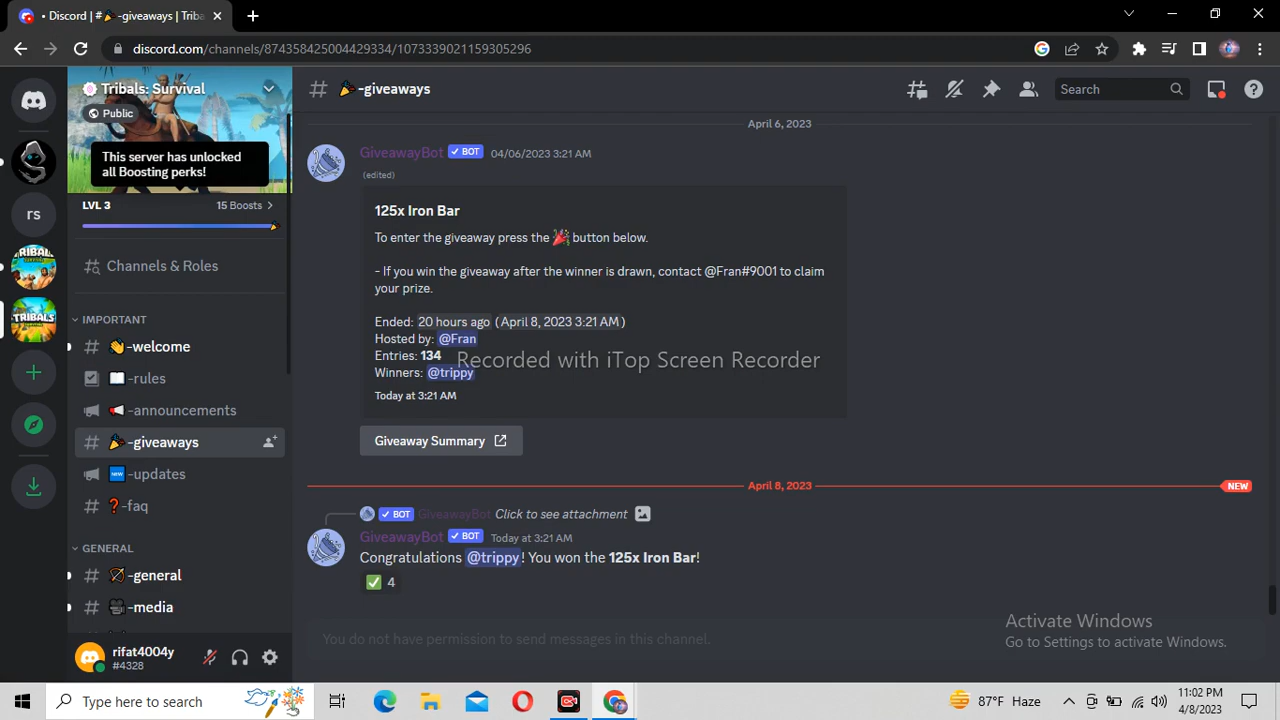 • Discord | #🎉-giveaways | Triba
discord.com/channels/874358425004429334/1073339021159305296
Tribals: Survival
Public
This server has unlocked
all Boosting perks!
LVL 3
15 Boosts
Channels & Roles
IMPORTANT
👋-welcome
📖-rules
📢-announcements
🎉-giveaways
🆕-updates
❓-faq
GENERAL
🏹-general
🎥-media
rifat4004y
#4328
rs
🎉-giveaways
Search
April 6, 2023
GiveawayBot ✓ BOT 04/06/2023 3:21 AM
(edited)
125x Iron Bar
To enter the giveaway press the 🎉 button below.
- If you win the giveaway after the winner is drawn, contact @Fran#9001 to claim
your prize.
Ended: 20 hours ago (April 8, 2023 3:21 AM)
Hosted by: @Fran
Entries: 134
Winners: @trippy
Today at 3:21 AM
Recorded with iTop Screen Recorder
Giveaway Summary
April 8, 2023
NEW
✓ BOT GiveawayBot Click to see attachment
GiveawayBot ✓ BOT Today at 3:21 AM
Congratulations @trippy! You won the 125x Iron Bar!
✅ 4
You do not have permission to send messages in this channel.
Activate Windows
Go to Settings to activate Windows.
Type here to search
87°F Haze
11:02 PM
4/8/2023